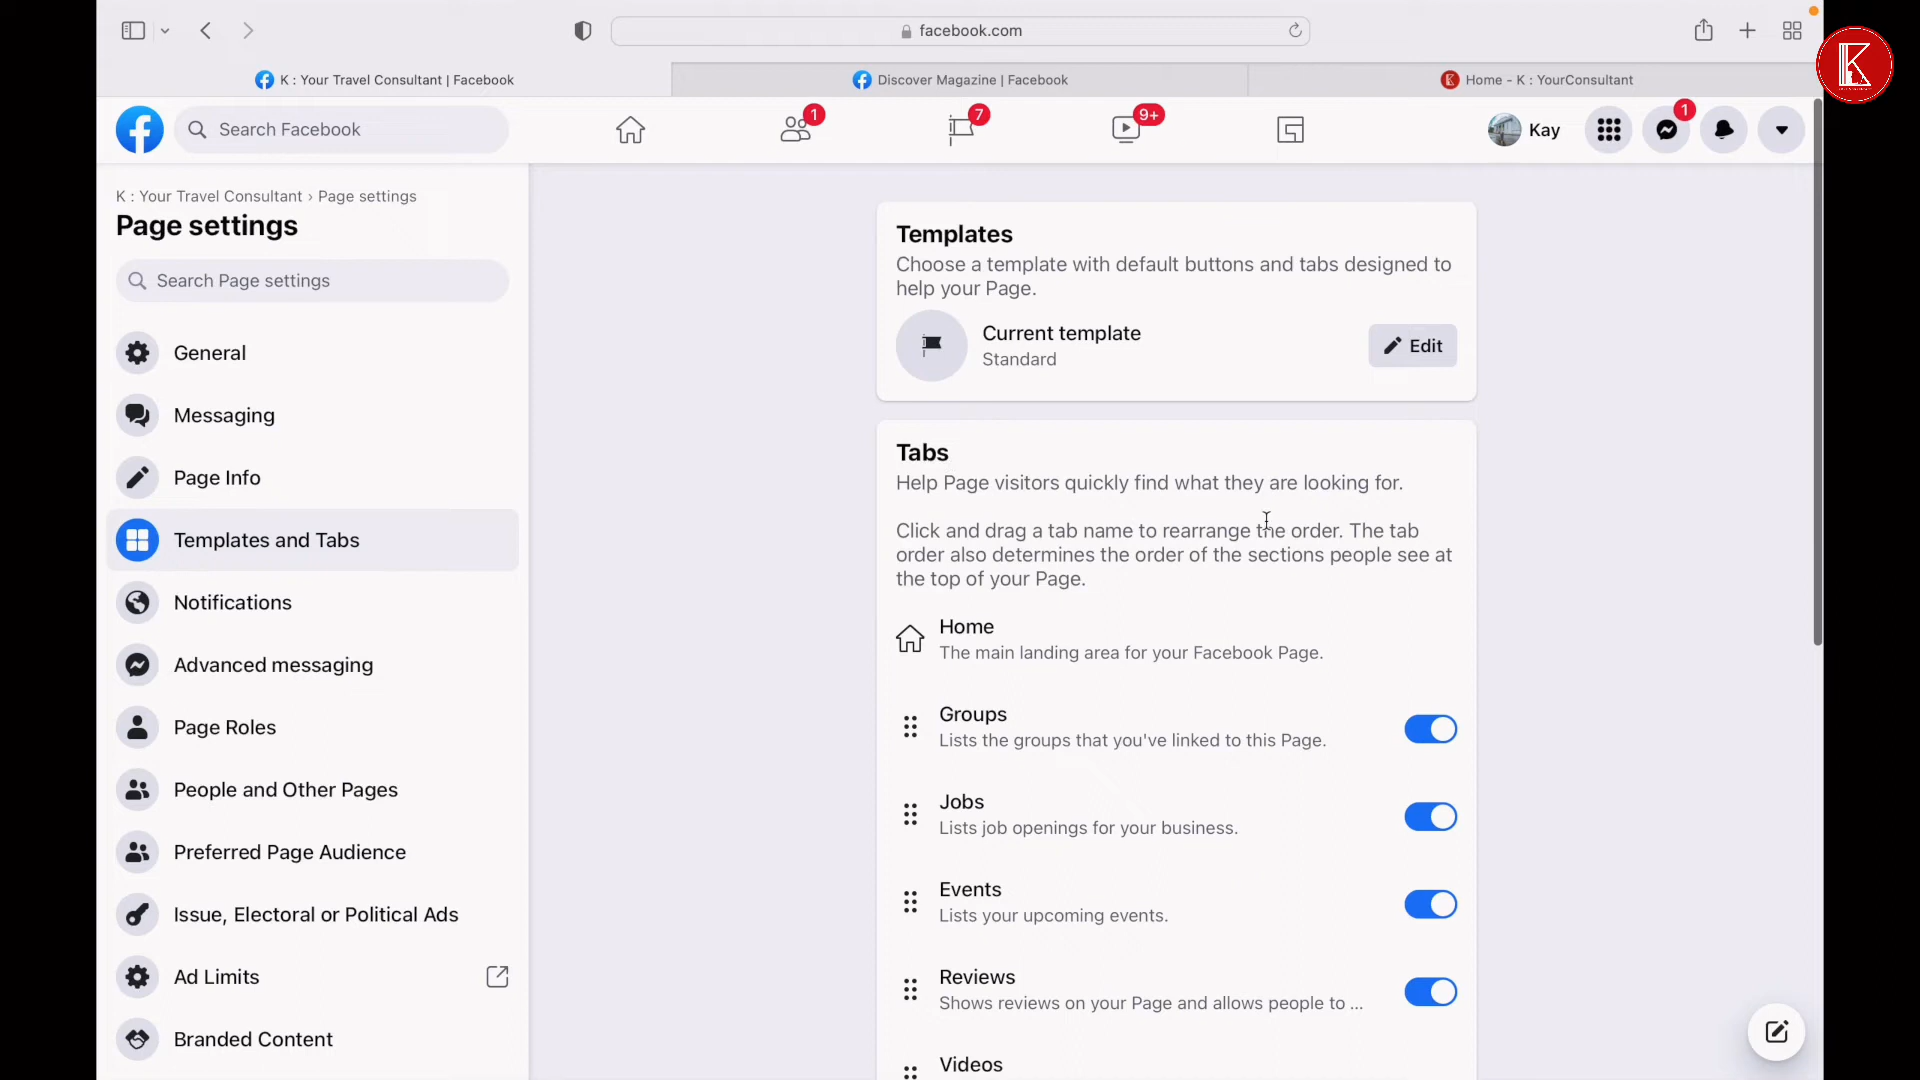 facebook.com
K : Your Travel Consultant | Facebook
Discover Magazine | Facebook
Home - K : YourConsultant
K
Search Facebook
1
7
9+
Kay
1
K : Your Travel Consultant › Page settings
Page settings
Search Page settings
General
Messaging
Page Info
Templates and Tabs
Notifications
Advanced messaging
Page Roles
People and Other Pages
Preferred Page Audience
Issue, Electoral or Political Ads
Ad Limits
Branded Content
Templates
Choose a template with default buttons and tabs designed to
help your Page.
Current template
Standard
Edit
Tabs
Help Page visitors quickly find what they are looking for.
Click and drag a tab name to rearrange the order. The tab
order also determines the order of the sections people see at
the top of your Page.
Home
The main landing area for your Facebook Page.
Groups
Lists the groups that you've linked to this Page.
Jobs
Lists job openings for your business.
Events
Lists your upcoming events.
Reviews
Shows reviews on your Page and allows people to ...
Videos